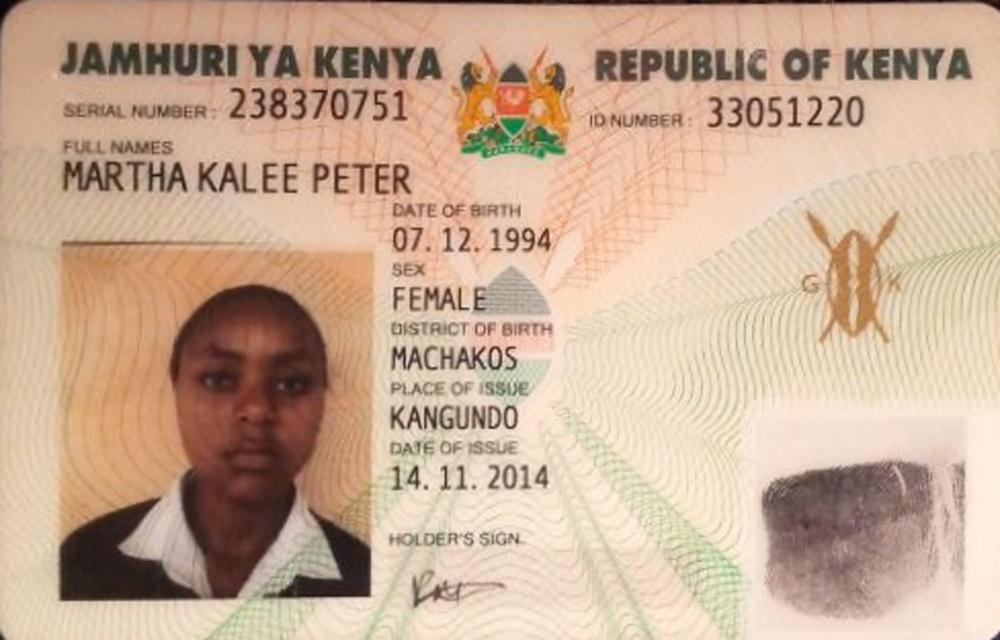 JAMHURI YA KENYA
REPUBLIC OF KENYA
SERIAL NUMBER : 238370751
ID NUMBER : 33051220
FULL NAMES
MARTHA KALEE PETER
DATE OF BIRTH
07. 12. 1994
SEX
FEMALE
G K
DISTRICT OF BIRTH
MACHAKOS
PLACE OF ISSUE
KANGUNDO
DATE OF ISSUE
14. 11. 2014
HOLDER'S SIGN.